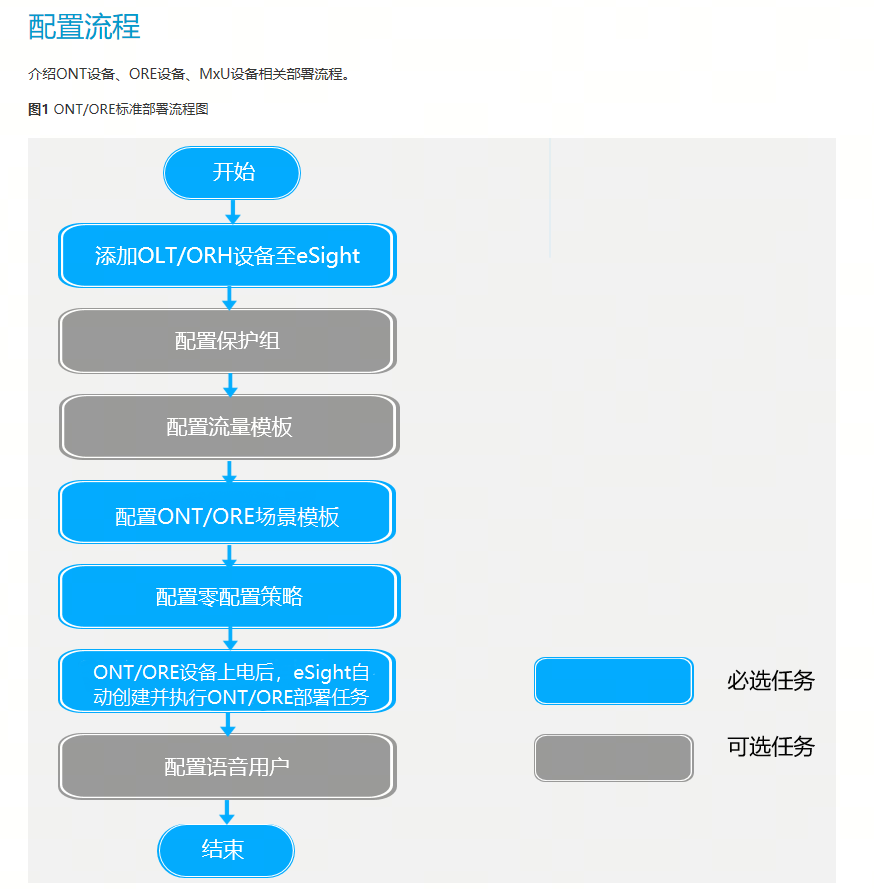 配置流程
介绍ONT设备、ORE设备、MxU设备相关部署流程。
图1 ONT/ORE标准部署流程图
开始
添加OLT/ORH设备至eSight
配置保护组
配置流量模板
配置ONT/ORE场景模板
配置零配置策略
ONT/ORE设备上电后，eSight自
动创建并执行ONT/ORE部署任务
配置语音用户
结束
必选任务
可选任务